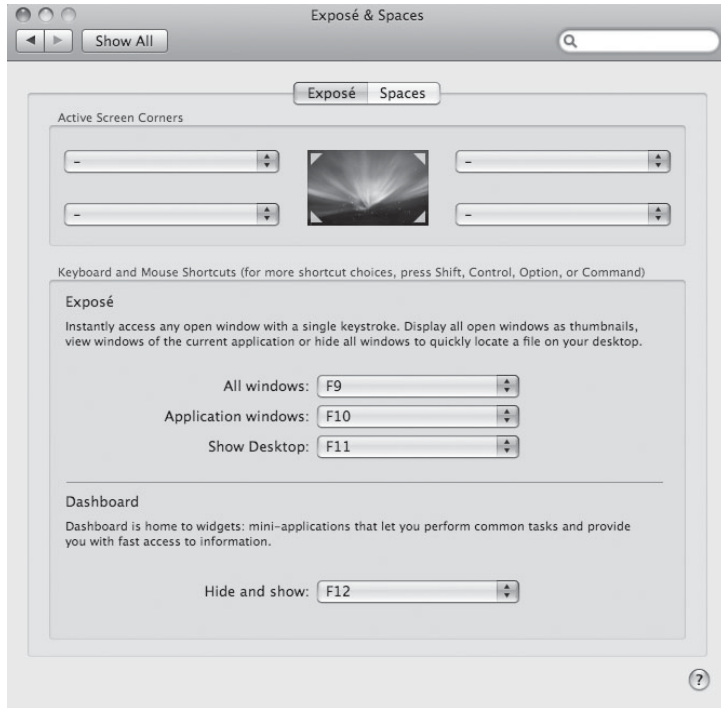 Exposé & Spaces
Show All
Exposé Spaces
Active Screen Corners
– –
– –
Keyboard and Mouse Shortcuts (for more shortcut choices, press Shift, Control, Option, or Command)
Exposé
Instantly access any open window with a single keystroke. Display all open windows as thumbnails,
view windows of the current application or hide all windows to quickly locate a file on your desktop.
All windows: F9
Application windows: F10
Show Desktop: F11
Dashboard
Dashboard is home to widgets: mini-applications that let you perform common tasks and provide
you with fast access to information.
Hide and show: F12
?